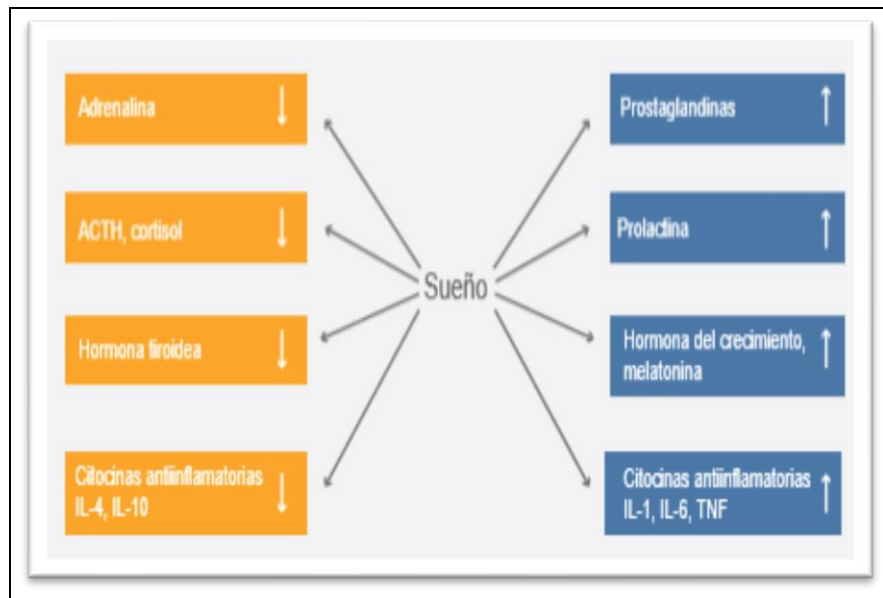 Adrenalina ↓
ACTH, cortisol ↓
Hormona tiroidea ↓
Citocinas antiinflamatorias
IL-4, IL-10 ↓
Sueño
Prostaglandinas ↑
Prolactina ↑
Hormona del crecimiento,
melatonina ↑
Citocinas antiinflamatorias
IL-1, IL-6, TNF ↑